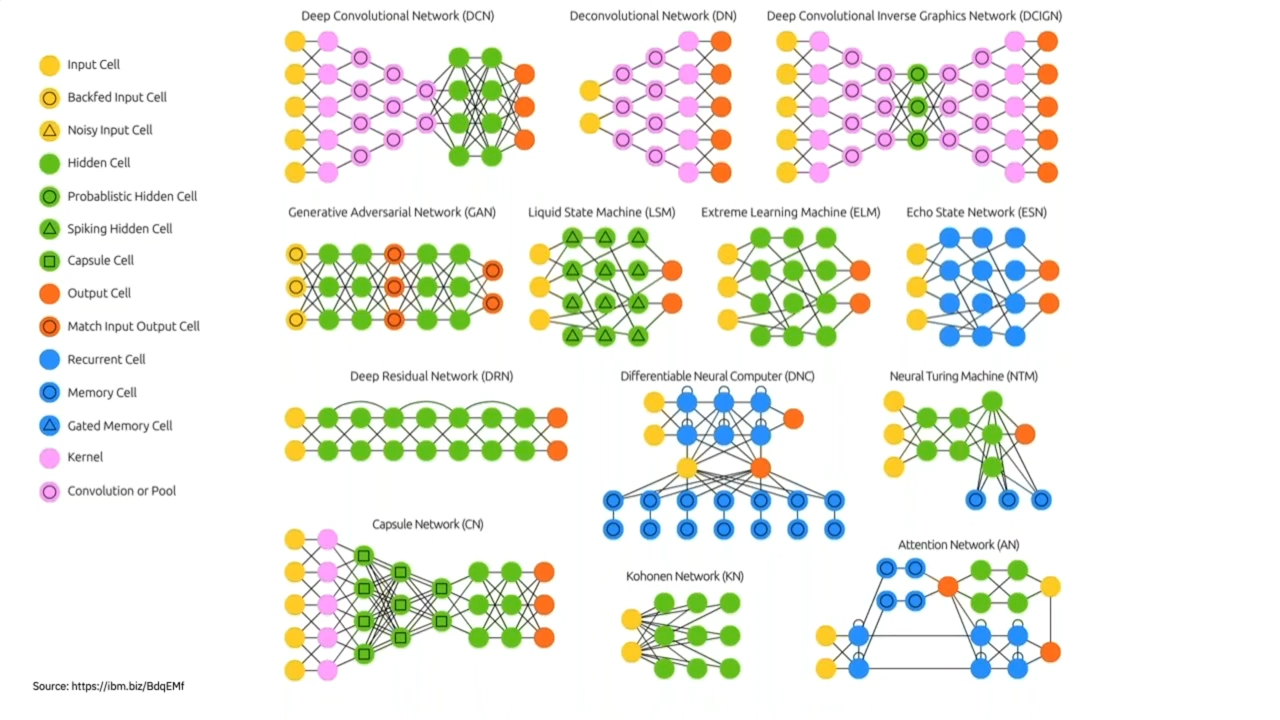 Deep Convolutional Network (DCN)
Deconvolutional Network (DN)
Deep Convolutional Inverse Graphics Network (DCIGN)
Input Cell
Backfed Input Cell
Noisy Input Cell
Hidden Cell
Probablistic Hidden Cell
Spiking Hidden Cell
Capsule Cell
Output Cell
Match Input Output Cell
Recurrent Cell
Memory Cell
Gated Memory Cell
Kernel
Convolution or Pool
Generative Adversarial Network (GAN)
Liquid State Machine (LSM)
Extreme Learning Machine (ELM)
Echo State Network (ESN)
Deep Residual Network (DRN)
Differentiable Neural Computer (DNC)
Neural Turing Machine (NTM)
Capsule Network (CN)
Kohonen Network (KN)
Attention Network (AN)
Source: https://ibm.biz/BdqEMf